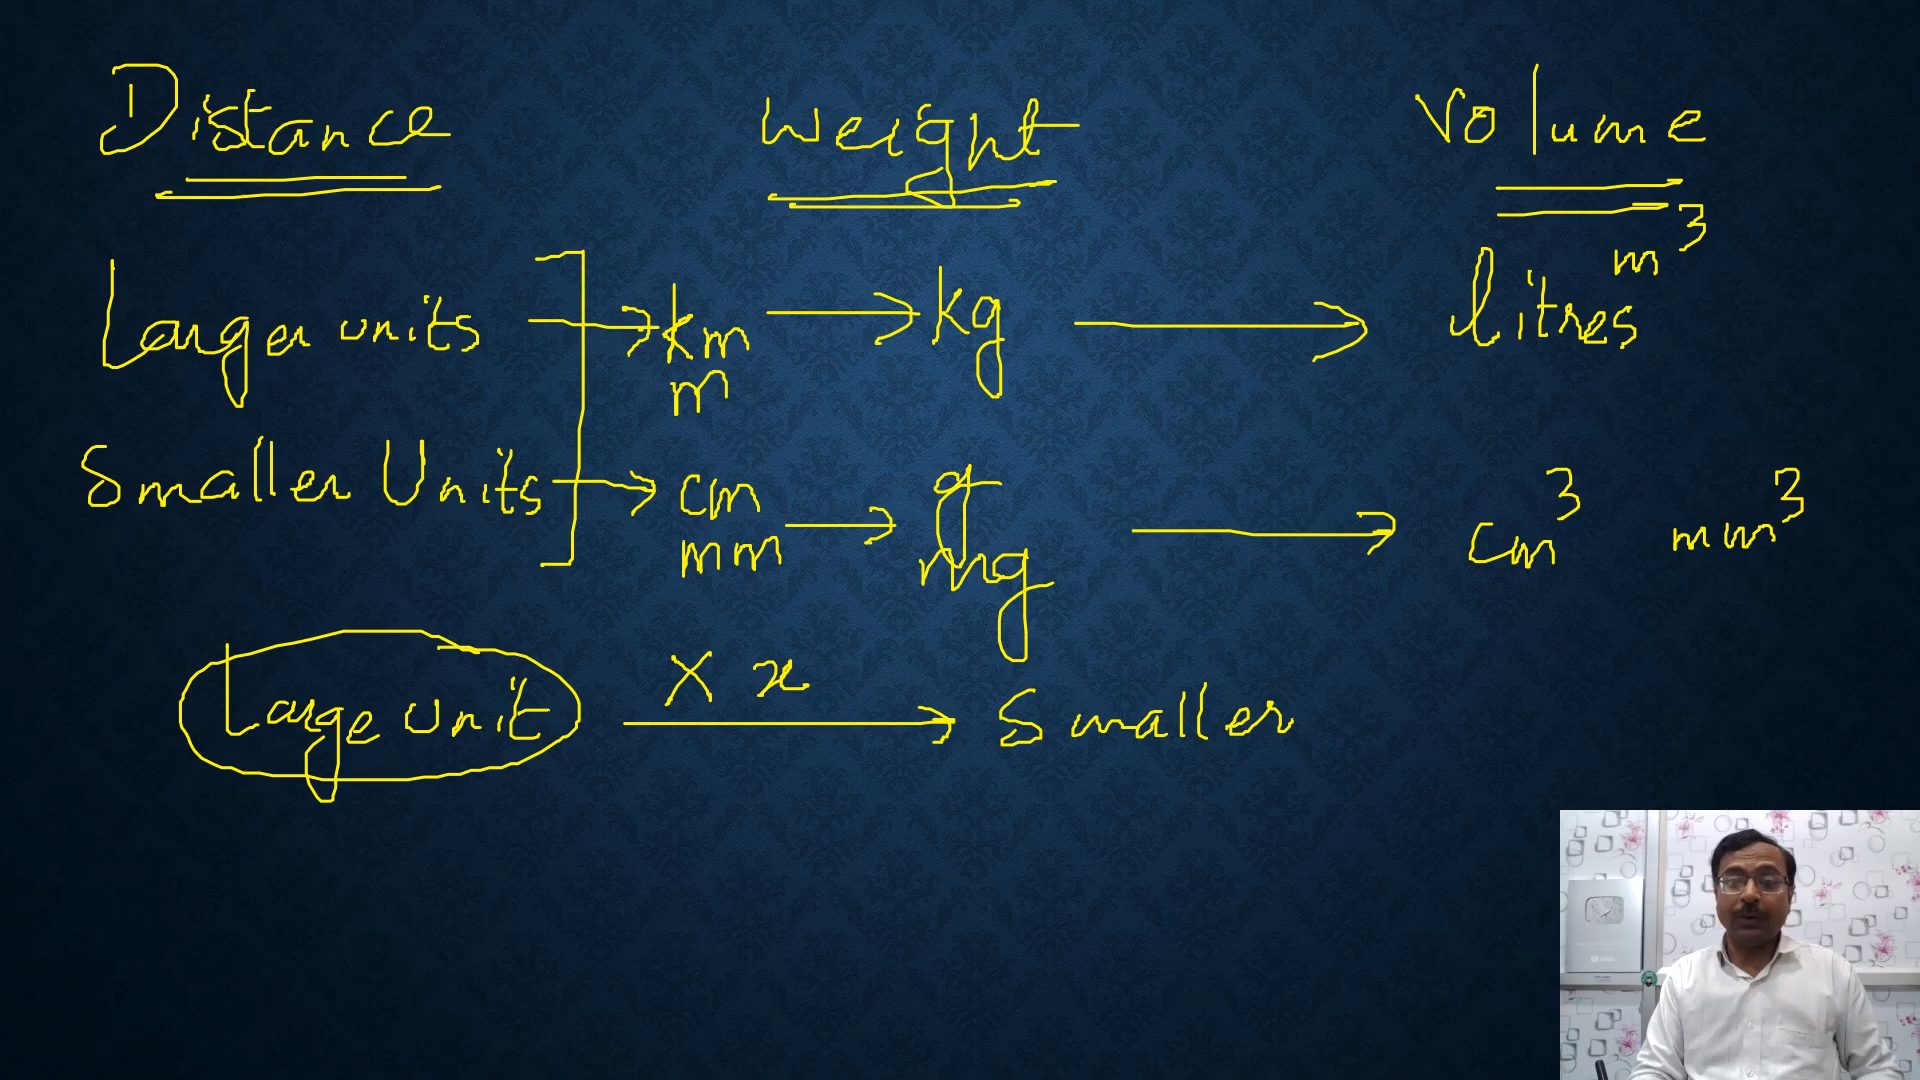 Distance Weight Volume
Larger units → km → kg → litres m³
m
Smaller Units → cm → g → cm³ mm³
mm mg
Large unit × x → Smaller